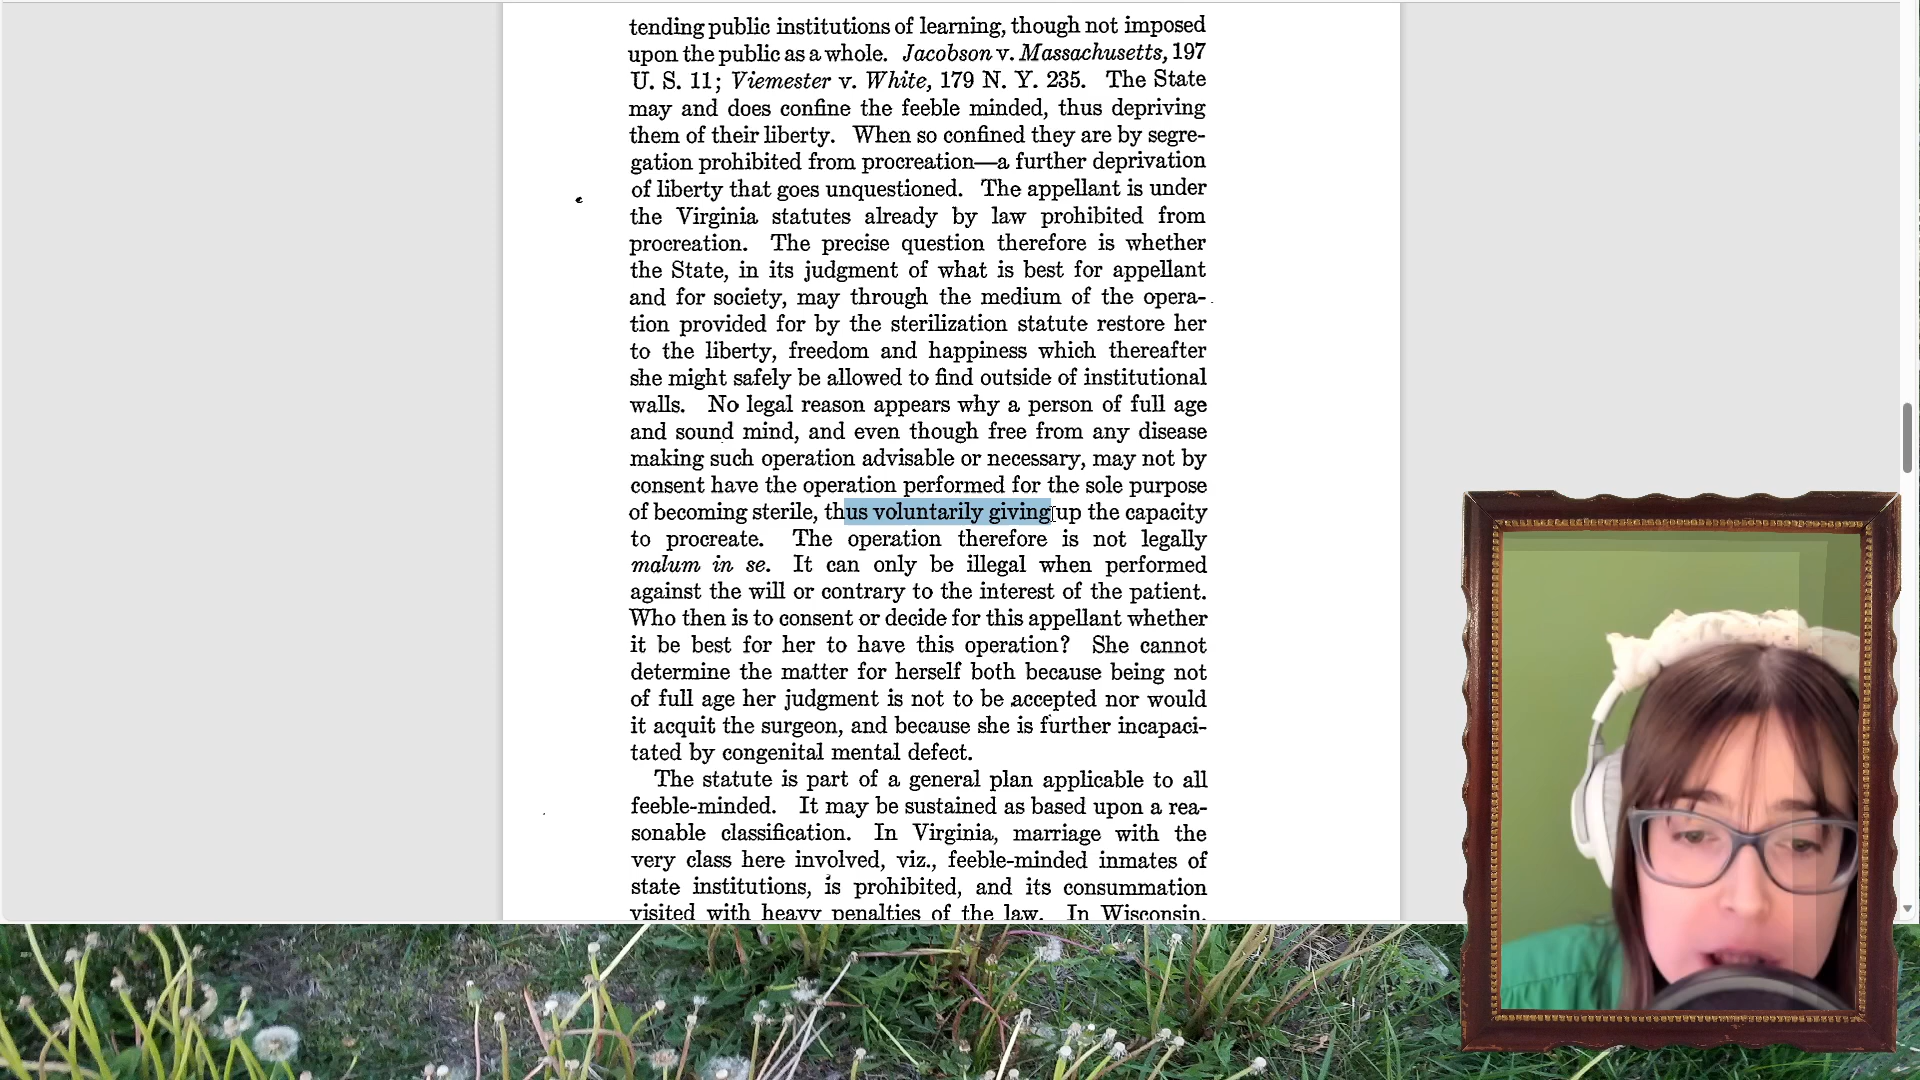 tending public institutions of learning, though not imposed
upon the public as a whole. Jacobson v. Massachusetts, 197
U. S. 11; Viemester v. White, 179 N. Y. 235. The State
may and does confine the feeble minded, thus depriving
them of their liberty. When so confined they are by segre-
gation prohibited from procreation—a further deprivation
of liberty that goes unquestioned. The appellant is under
the Virginia statutes already by law prohibited from
procreation. The precise question therefore is whether
the State, in its judgment of what is best for appellant
and for society, may through the medium of the opera-
tion provided for by the sterilization statute restore her
to the liberty, freedom and happiness which thereafter
she might safely be allowed to find outside of institutional
walls. No legal reason appears why a person of full age
and sound mind, and even though free from any disease
making such operation advisable or necessary, may not by
consent have the operation performed for the sole purpose
of becoming sterile, thus voluntarily giving up the capacity
to procreate. The operation therefore is not legally
malum in se. It can only be illegal when performed
against the will or contrary to the interest of the patient.
Who then is to consent or decide for this appellant whether
it be best for her to have this operation? She cannot
determine the matter for herself both because being not
of full age her judgment is not to be accepted nor would
it acquit the surgeon, and because she is further incapaci-
tated by congenital mental defect.
The statute is part of a general plan applicable to all
feeble-minded. It may be sustained as based upon a rea-
sonable classification. In Virginia, marriage with the
very class here involved, viz., feeble-minded inmates of
state institutions, is prohibited, and its consummation
visited with heavy penalties of the law. In Wisconsin,